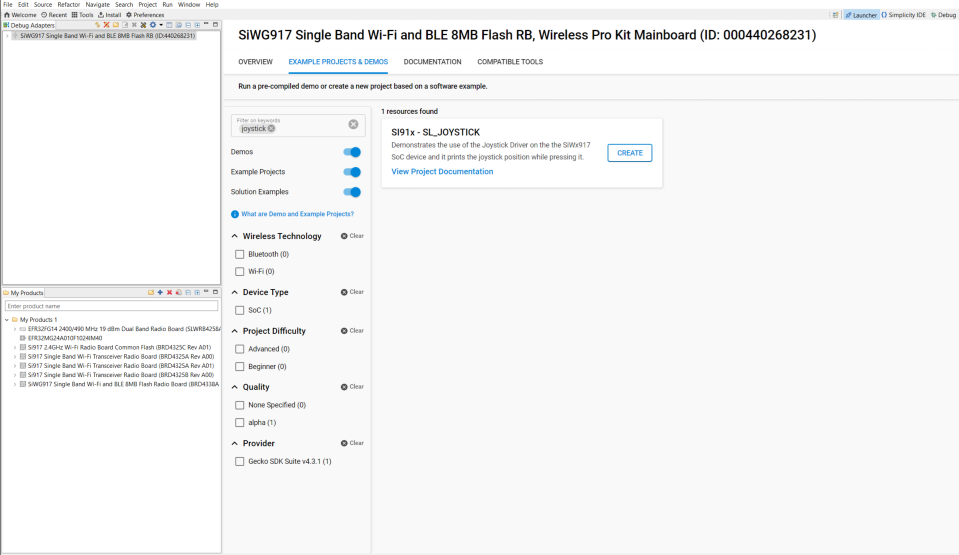 File Edit Source Refactor Navigate Search Project Run Window Help
Welcome Recent Tools Install Preferences
Launcher {} Simplicity IDE Debug
Debug Adapters
SiWG917 Single Band Wi-Fi and BLE 8MB Flash RB (ID:440268231)
SiWG917 Single Band Wi-Fi and BLE 8MB Flash RB, Wireless Pro Kit Mainboard (ID: 000440268231)
OVERVIEW EXAMPLE PROJECTS & DEMOS DOCUMENTATION COMPATIBLE TOOLS
Run a pre-compiled demo or create a new project based on a software example.
Filter on keywords
joystick
Demos
Example Projects
Solution Examples
What are Demo and Example Projects?
Wireless Technology Clear
Bluetooth (0)
Wi-Fi (0)
Device Type Clear
SoC (1)
Project Difficulty Clear
Advanced (0)
Beginner (0)
Quality Clear
None Specified (0)
alpha (1)
Provider Clear
Gecko SDK Suite v4.3.1 (1)
1 resources found
SI91x - SL_JOYSTICK
Demonstrates the use of the Joystick Driver on the the SiWx917
SoC device and it prints the joystick position while pressing it.
View Project Documentation
CREATE
My Products
Enter product name
My Products 1
EFR32FG14 2400/490 MHz 19 dBm Dual Band Radio Board (SLWRB4258A
EFR32MG24A010F1024IM40
Si917 2.4GHz Wi-Fi Radio Board Common Flash (BRD4325C Rev A01)
Si917 Single Band Wi-Fi Transceiver Radio Board (BRD4325A Rev A00)
Si917 Single Band Wi-Fi Transceiver Radio Board (BRD4325A Rev A01)
Si917 Single Band Wi-Fi Transceiver Radio Board (BRD4325B Rev A00)
SiWG917 Single Band Wi-Fi and BLE 8MB Flash Radio Board (BRD4338A